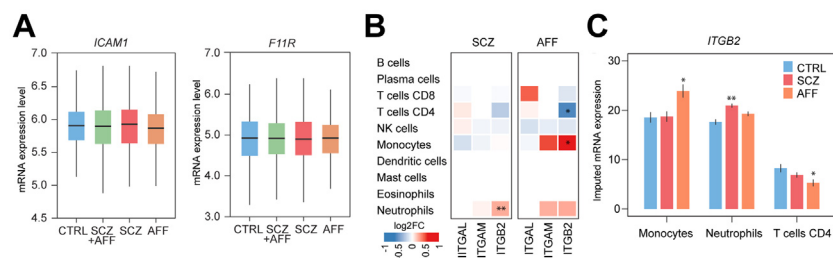 A
ICAM1
mRNA expression level
7.0
6.5
6.0
5.5
5.0
4.5
CTRL
SCZ
+AFF
SCZ
AFF
F11R
mRNA expression level
7.0
6.0
5.0
4.0
3.0
CTRL
SCZ
+AFF
SCZ
AFF
B
SCZ
AFF
B cells
Plasma cells
T cells CD8
T cells CD4
NK cells
Monocytes
Dendritic cells
Mast cells
Eosinophils
Neutrophils
*
*
**
log2FC
-1
0.5
0
0.5
1
IITGAL
ITGAM
ITGB2
ITGAL
ITGAM
ITGB2
C
ITGB2
Imputed mRNA expression
30
20
10
0
*
**
*
CTRL
SCZ
AFF
Monocytes
Neutrophils
T cells CD4